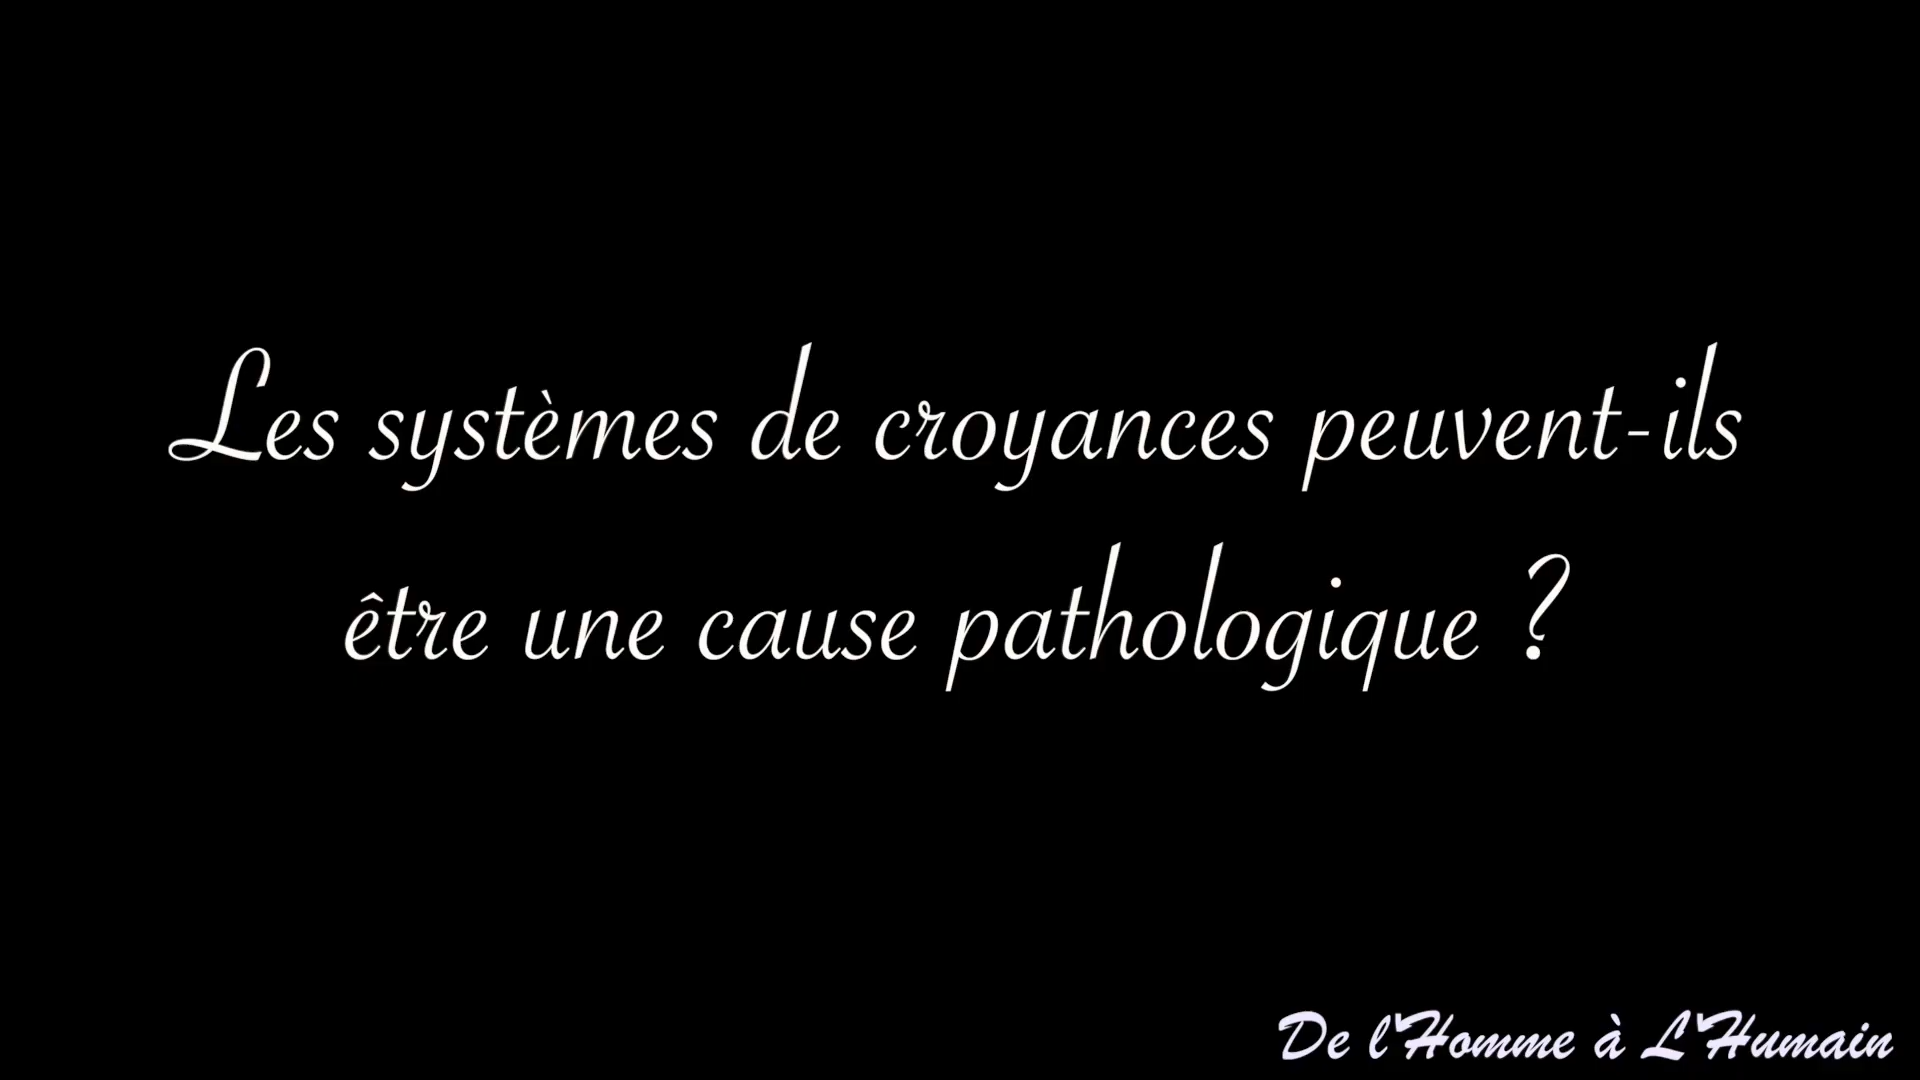 Les systèmes de croyances peuvent-ils
être une cause pathologique ?
De l'Homme à L'Humain